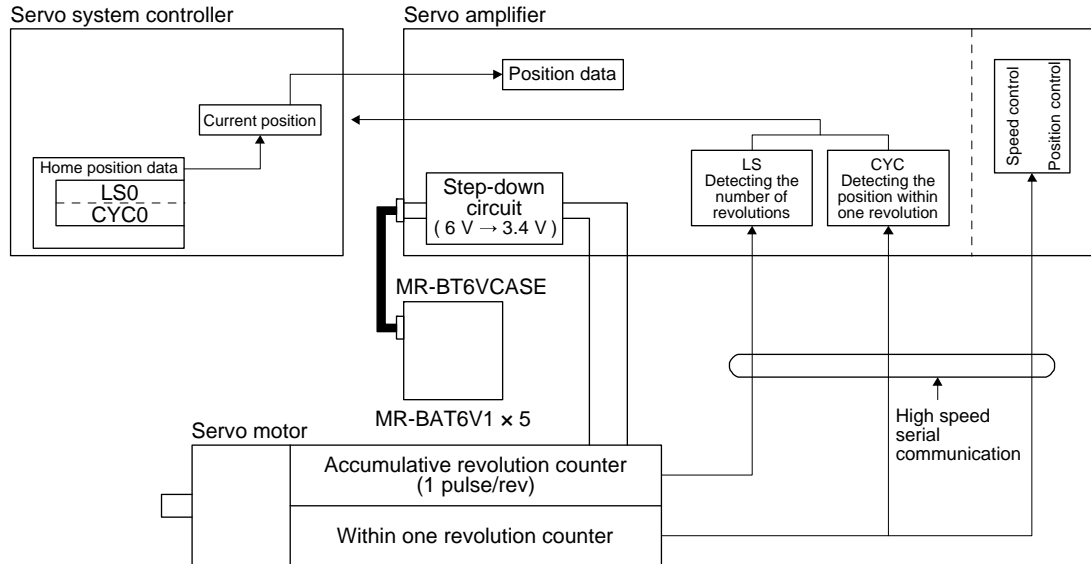 Servo system controller
Servo amplifier
Position data
Current position
Home position data
LS0
CYC0
Step-down
circuit
( 6 V → 3.4 V )
LS
Detecting the
number of
revolutions
CYC
Detecting the
position within
one revolution
Speed control
Position control
MR-BT6VCASE
MR-BAT6V1 × 5
High speed
serial
communication
Servo motor
Accumulative revolution counter
(1 pulse/rev)
Within one revolution counter